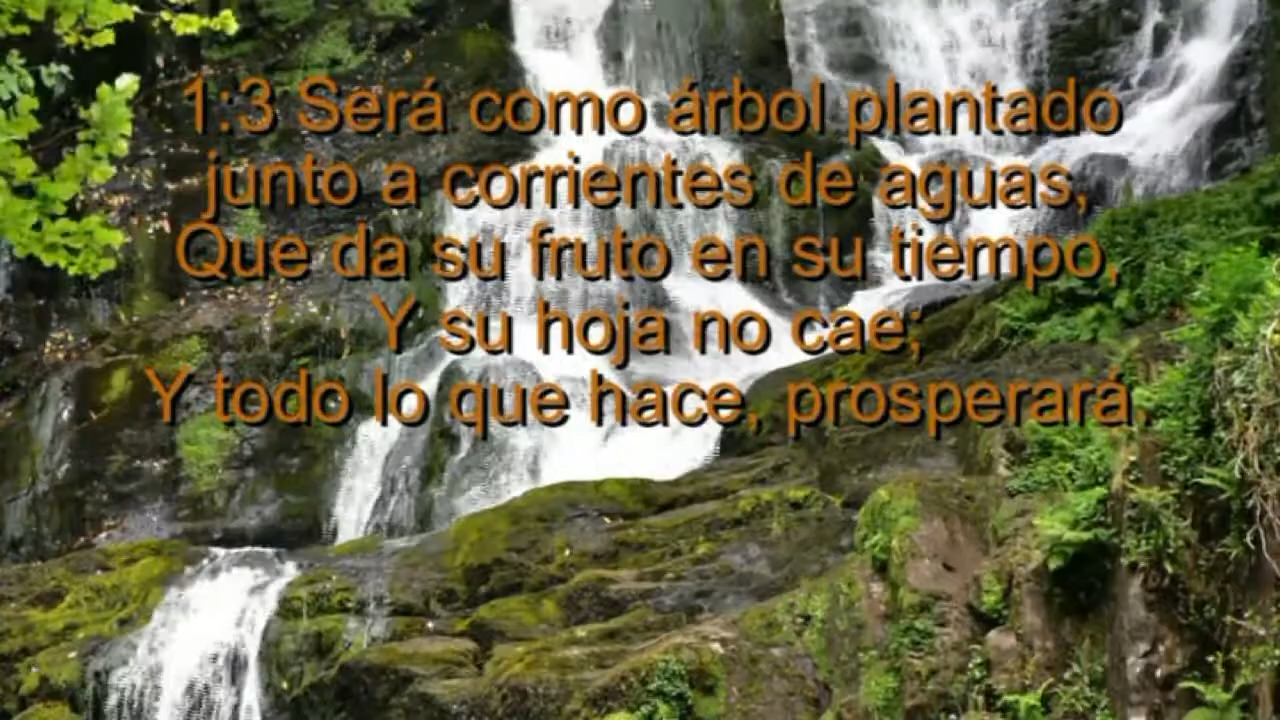 1:3 Será como árbol plantado
junto a corrientes de aguas,
Que da su fruto en su tiempo,
Y su hoja no cae;
Y todo lo que hace, prosperará.